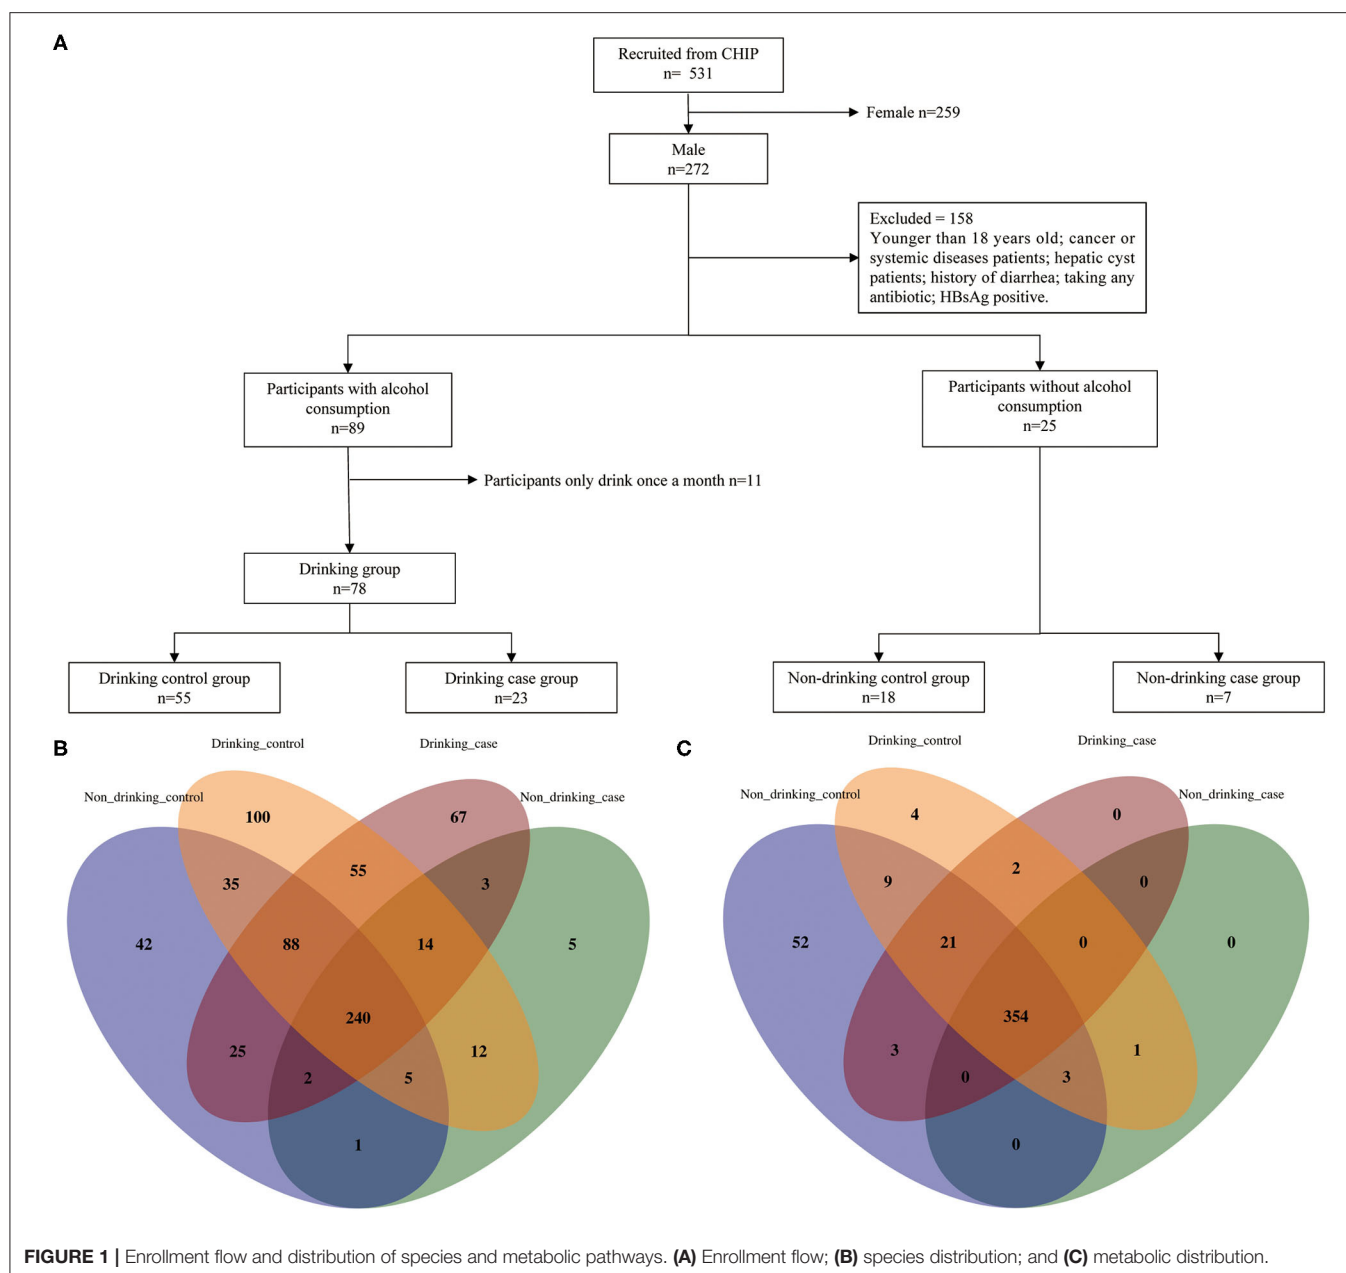 A
Recruited from CHIP
n= 531
Female n=259
Male
n=272
Excluded = 158
Younger than 18 years old; cancer or
systemic diseases patients; hepatic cyst
patients; history of diarrhea; taking any
antibiotic; HBsAg positive.
Participants with alcohol
consumption
n=89
Participants without alcohol
consumption
n=25
Participants only drink once a month n=11
Drinking group
n=78
Drinking control group
n=55
Drinking case group
n=23
Non-drinking control group
n=18
Non-drinking case group
n=7
B
Drinking_control
Drinking_case
Non_drinking_control
Non_drinking_case
100
67
35
55
3
42
88
14
5
240
25
12
2
5
1
C
Drinking_control
Drinking_case
Non_drinking_control
Non_drinking_case
4
0
9
2
0
52
21
0
0
354
3
1
0
3
0
FIGURE 1 | Enrollment flow and distribution of species and metabolic pathways. (A) Enrollment flow; (B) species distribution; and (C) metabolic distribution.